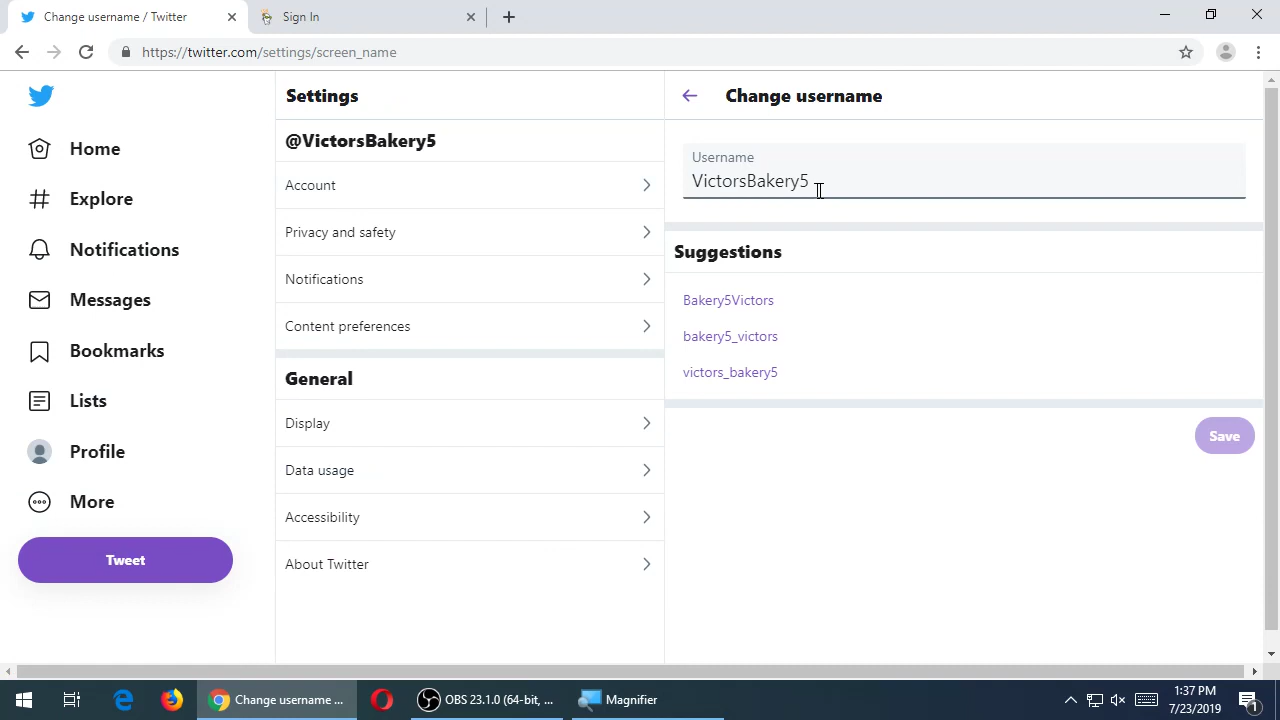 Change username / Twitter
Sign In
https://twitter.com/settings/screen_name
Home
Explore
Notifications
Messages
Bookmarks
Lists
Profile
More
Tweet
Settings
@VictorsBakery5
Account
Privacy and safety
Notifications
Content preferences
General
Display
Data usage
Accessibility
About Twitter
Change username
Username
VictorsBakery5
Suggestions
Bakery5Victors
bakery5_victors
victors_bakery5
Save
Change username ...
OBS 23.1.0 (64-bit, ...
Magnifier
1:37 PM
7/23/2019
1